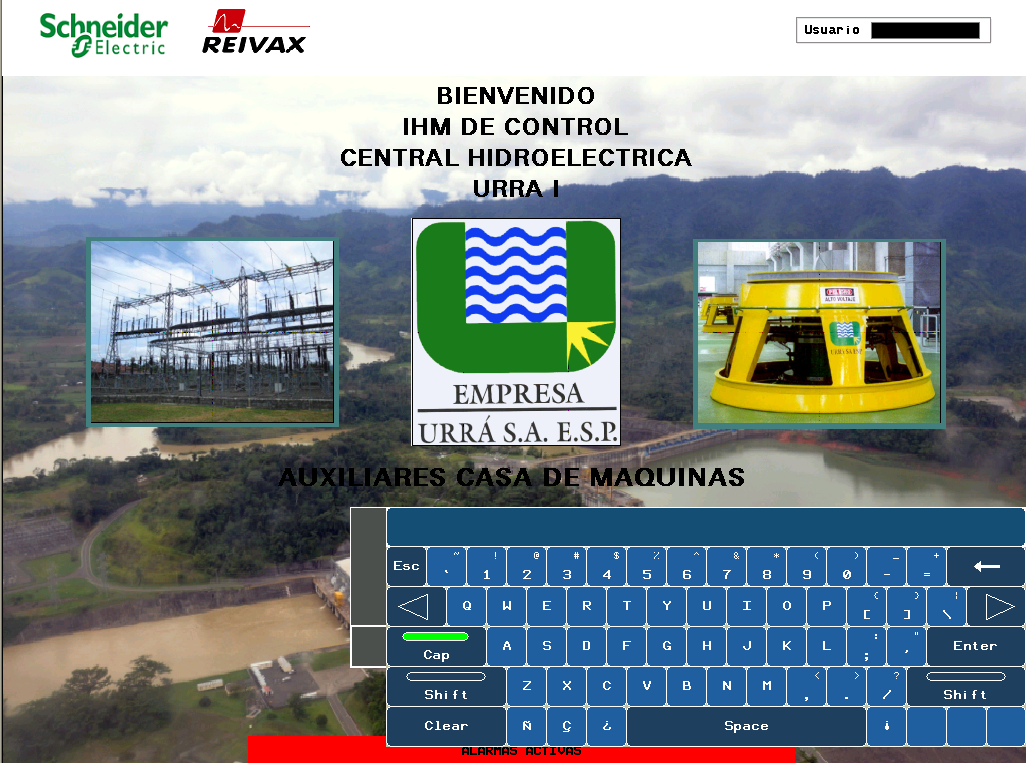 Schneider
Electric
REIVAX
Usuario
BIENVENIDO
IHM DE CONTROL
CENTRAL HIDROELECTRICA
URRA I
PELIGRO
ALTO VOLTAJE
URRÁ S.A. E.S.P.
EMPRESA
URRÁ S.A. E.S.P.
AUXILIARES CASA DE MAQUINAS
Esc ~ ` ! 1 @ 2 # 3 $ 4 % 5 ^ 6 & 7 * 8 ( 9 ) 0 _ - + =
Q W E R T Y U I O P { [ } ] | \
Cap A S D F G H J K L : ; " ' Enter
Shift Z X C V B N M < , > . ? / Shift
Clear Ñ Ç ¿ Space ¡
ALARMAS ACTIVAS